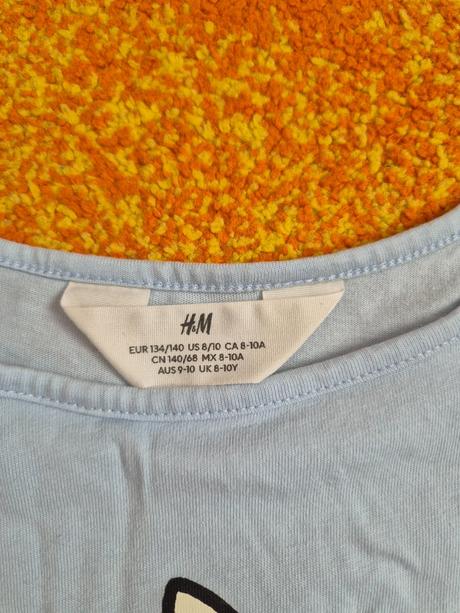 H&M
EUR 134/140 US 8/10 CA 8-10A
CN 140/68 MX 8-10A
AUS 9-10 UK 8-10Y